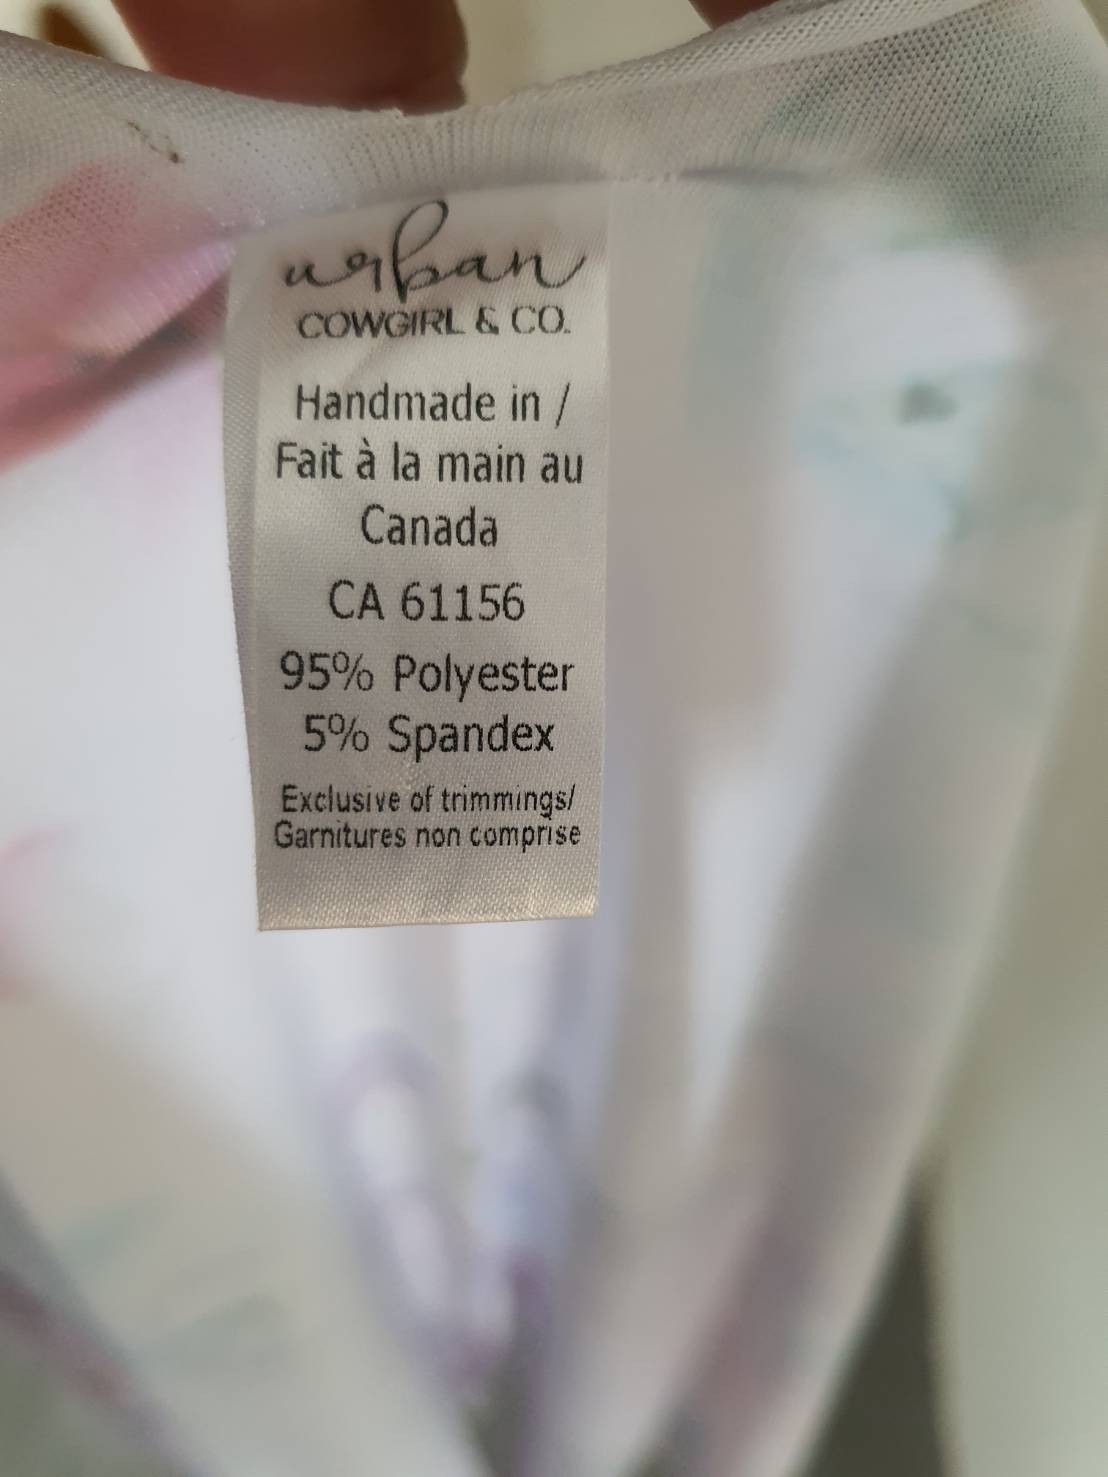 urban
COWGIRL & CO.
Handmade in /
Fait à la main au
Canada
CA 61156
95% Polyester
5% Spandex
Exclusive of trimmings/
Garnitures non comprise